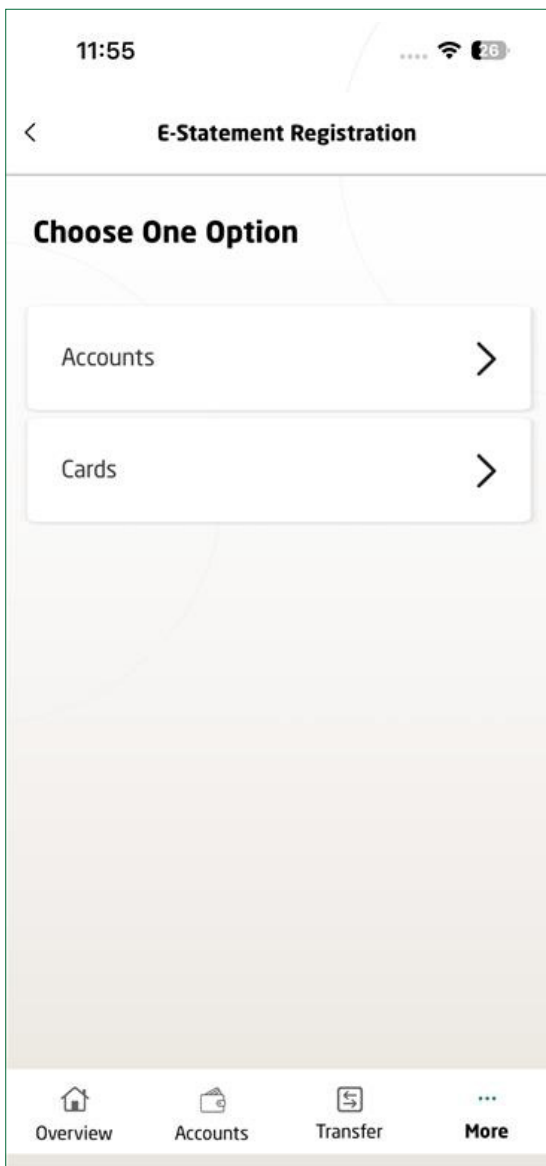 11:55 26
E-Statement Registration
Choose One Option
Accounts
Cards
Overview Accounts Transfer More